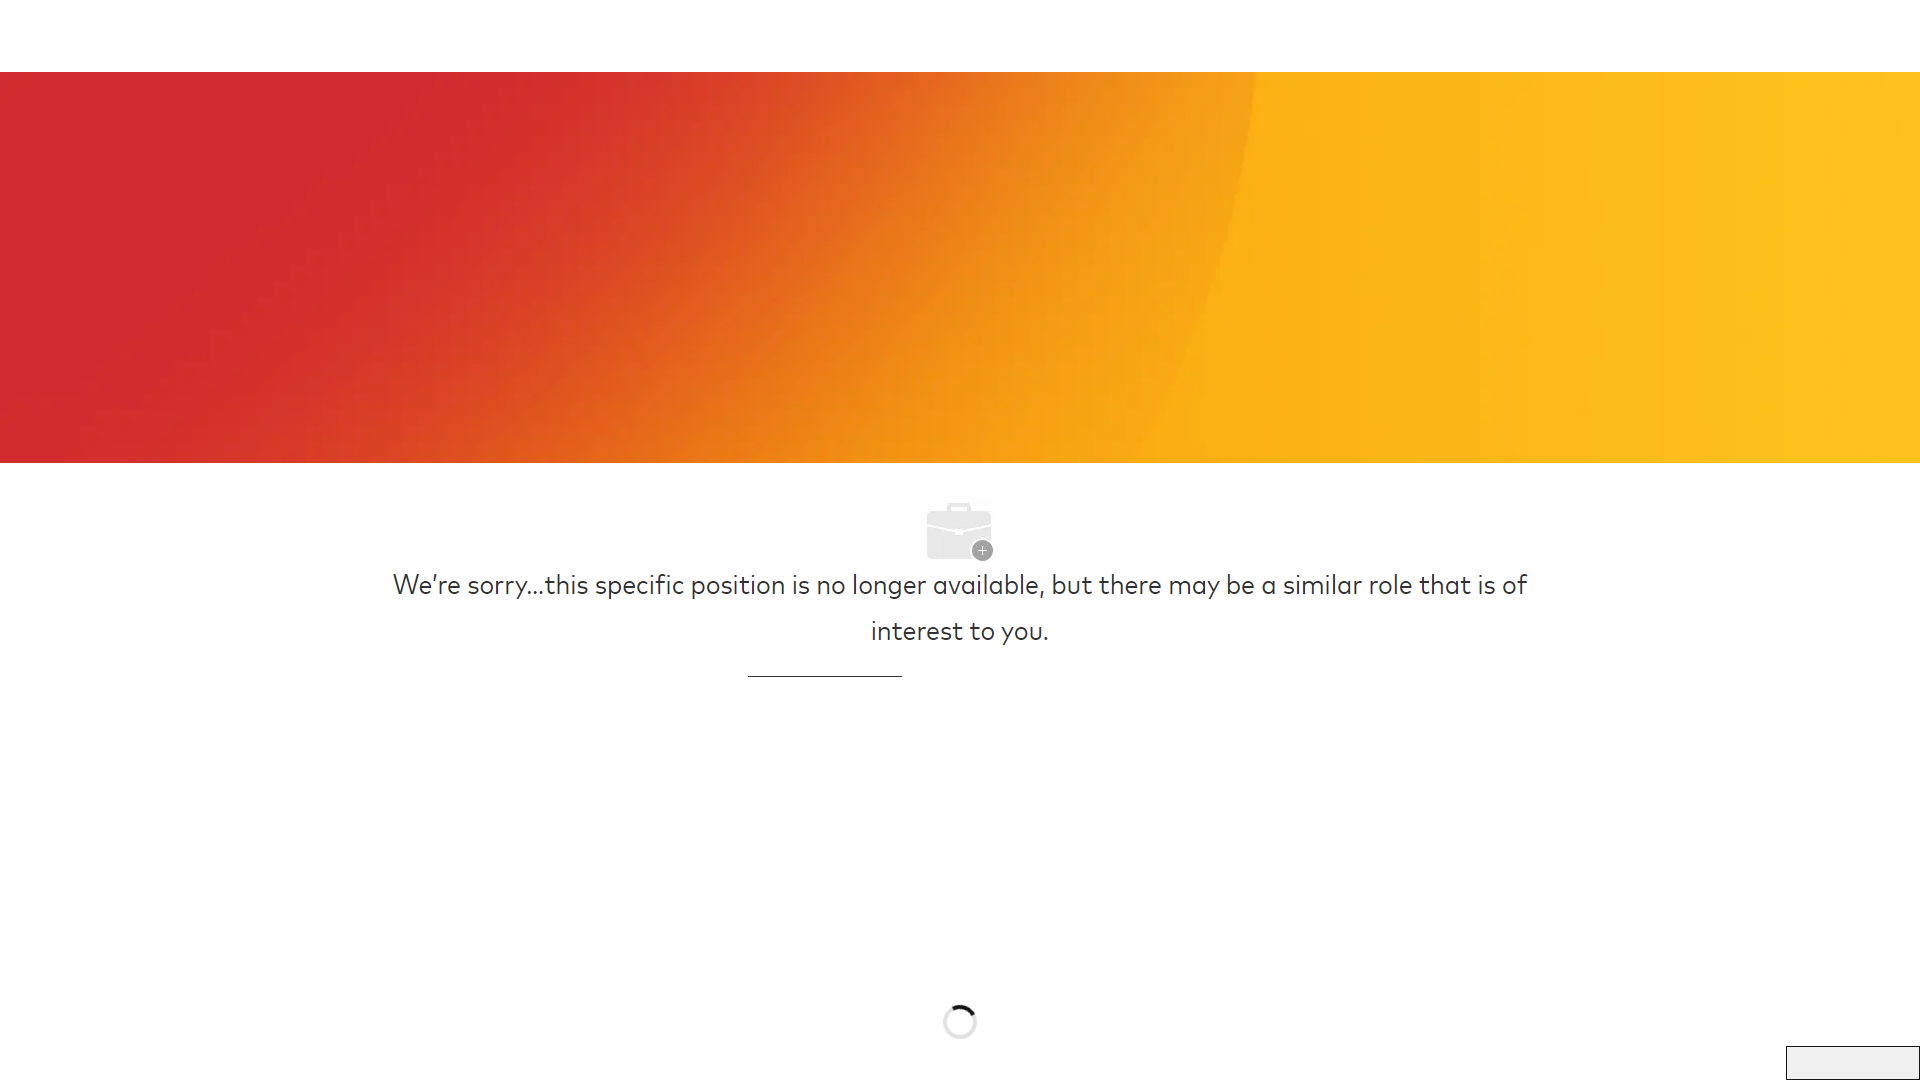 We’re sorry…this specific position is no longer available, but there may be a similar role that is of
interest to you.